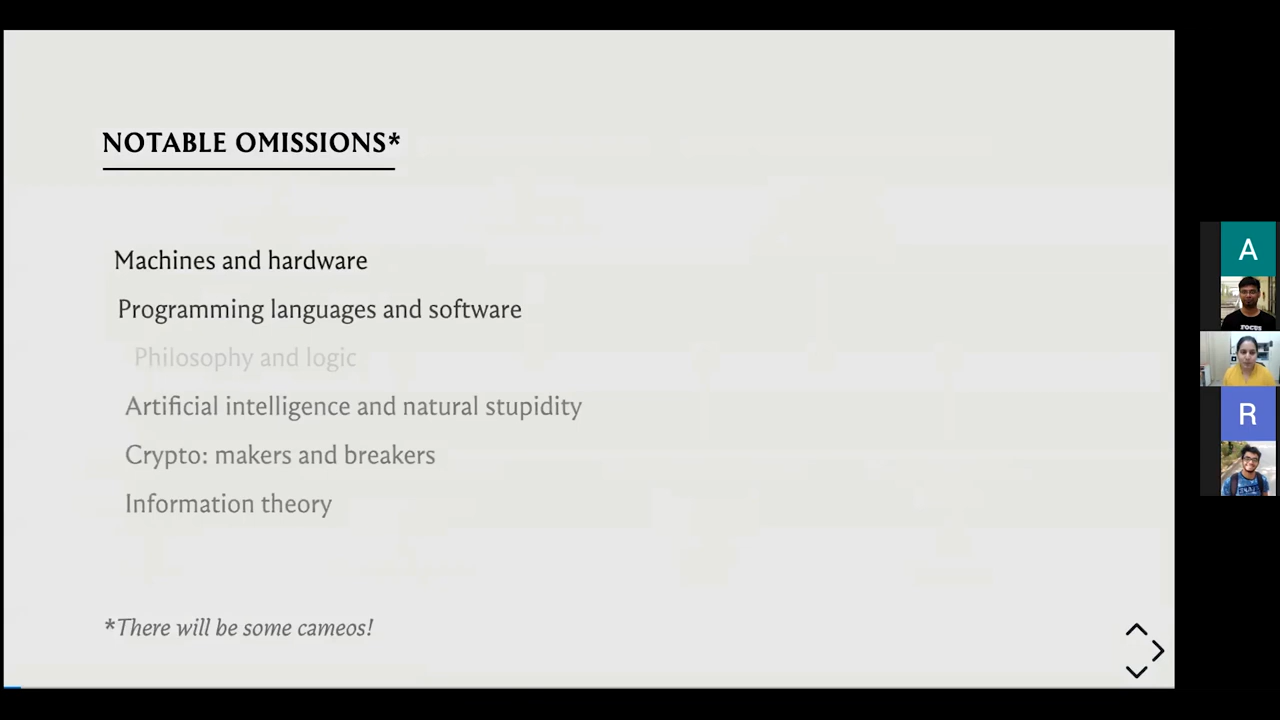 NOTABLE OMISSIONS*
Machines and hardware
Programming languages and software
Philosophy and logic
Artificial intelligence and natural stupidity
Crypto: makers and breakers
Information theory
*There will be some cameos!
A
FOCUS
R